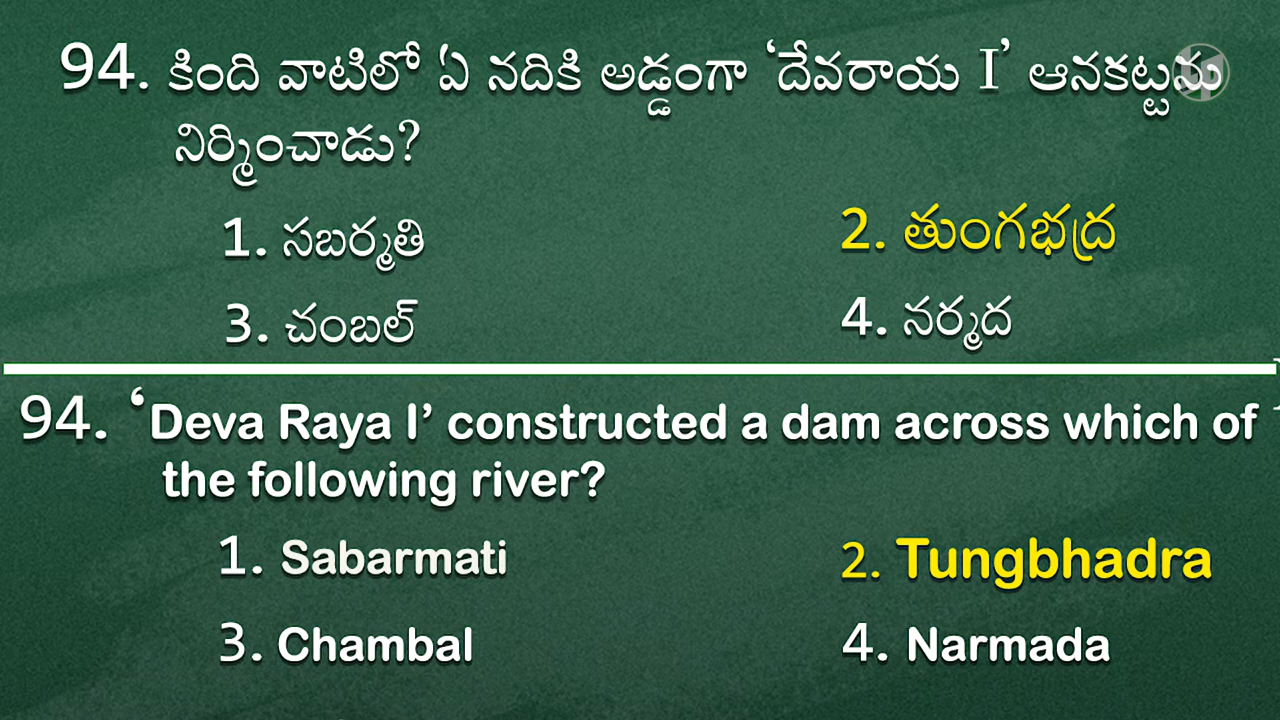 94. కింది వాటిలో ఏ నదికి అడ్డంగా ‘దేవరాయ I’ ఆనకట్టను
నిర్మించాడు?
1. సబర్మతి
2. తుంగభద్ర
3. చంబల్
4. నర్మద
94. ‘Deva Raya I’ constructed a dam across which of
the following river?
1. Sabarmati
2. Tungbhadra
3. Chambal
4. Narmada